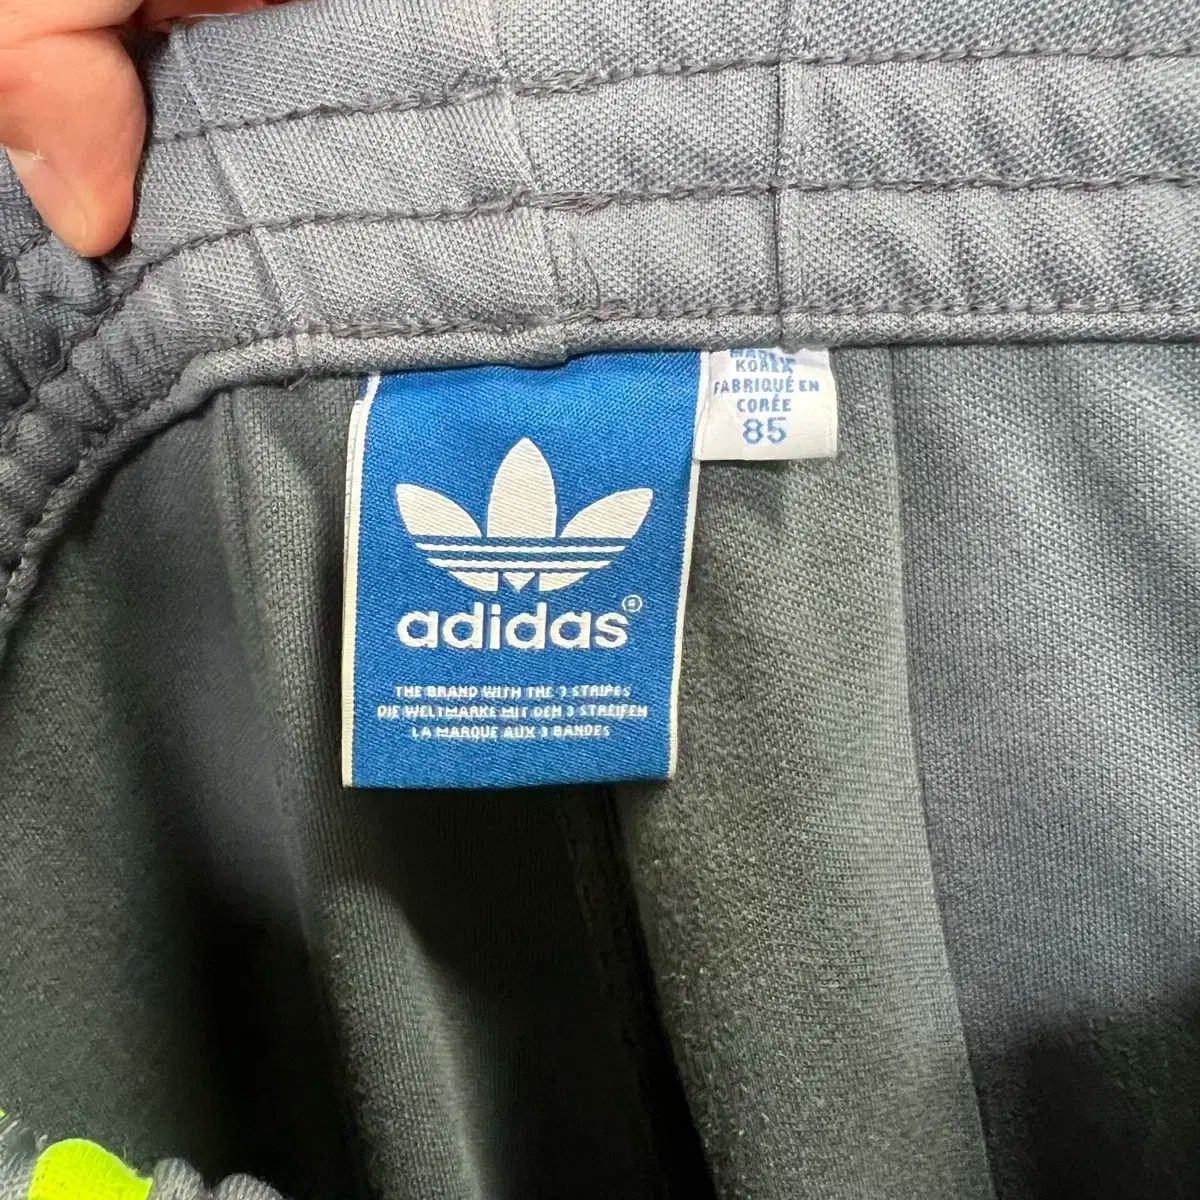 MADE IN
KOREA
FABRIQUÉ EN
CORÉE
85
adidas®
THE BRAND WITH THE 3 STRIPES
DIE WELTMARKE MIT DEN 3 STREIFEN
LA MARQUE AUX 3 BANDES